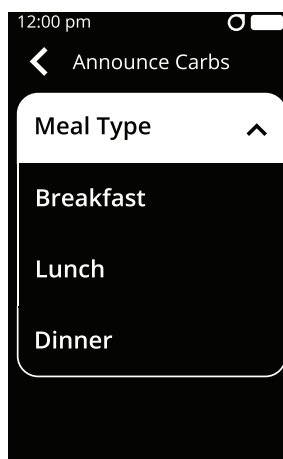 12:00 pm
Announce Carbs
Meal Type
Breakfast
Lunch
Dinner